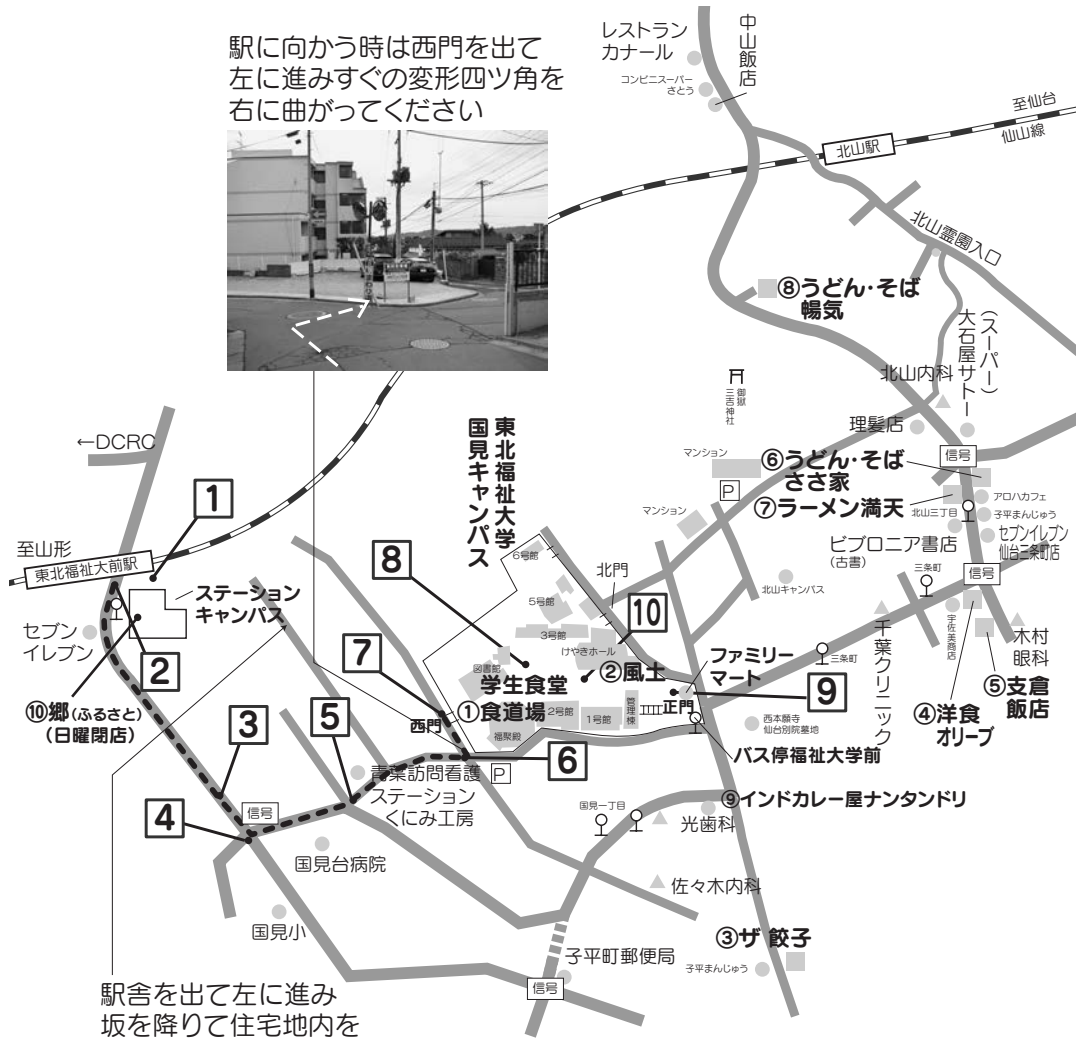 駅に向かう時は西門を出て
左に進みすぐの変形四ツ角を
右に曲がってください
レストラン
カナール
コンビニスーパー
さとう
中山飯店
至仙台
仙山線
北山駅
北山霊園入口
⑧うどん・そば
暢気
(スーパー)
大石屋サトー
北山内科
理髪店
御嶽
三吉神社
マンション
P
⑥うどん・そば
ささ家
⑦ラーメン満天
信号
アロハカフェ
北山三丁目
子平まんじゅう
セブンイレブン
仙台三条町店
ビブロニア書店
(古書)
三条町
信号
マンション
北山キャンパス
東北福祉大学
国見キャンパス
←DCRC
1
至山形
東北福祉大前駅
ステーション
キャンパス
セブン
イレブン
2
⑩郷(ふるさと)
(日曜閉店)
3
4
信号
5
8
7
6号館
5号館
3号館
北門
10
けやきホール
図書館
学生食堂
②風土
①食道場
西門
2号館
1号館
管理棟
正門
福聚殿
ファミリー
マート
9
三条町
千葉クリニック
宇佐美商店
木村
眼科
⑤支倉
飯店
④洋食
オリーブ
西本願寺
仙台別院墓地
バス停福祉大学前
6
P
青葉訪問看護
ステーション
くにみ工房
国見台病院
国見小
国見一丁目
⑨インドカレー屋ナンタンドリ
光歯科
佐々木内科
③ザ 餃子
子平まんじゅう
子平町郵便局
信号
駅舎を出て左に進み
坂を降りて住宅地内を